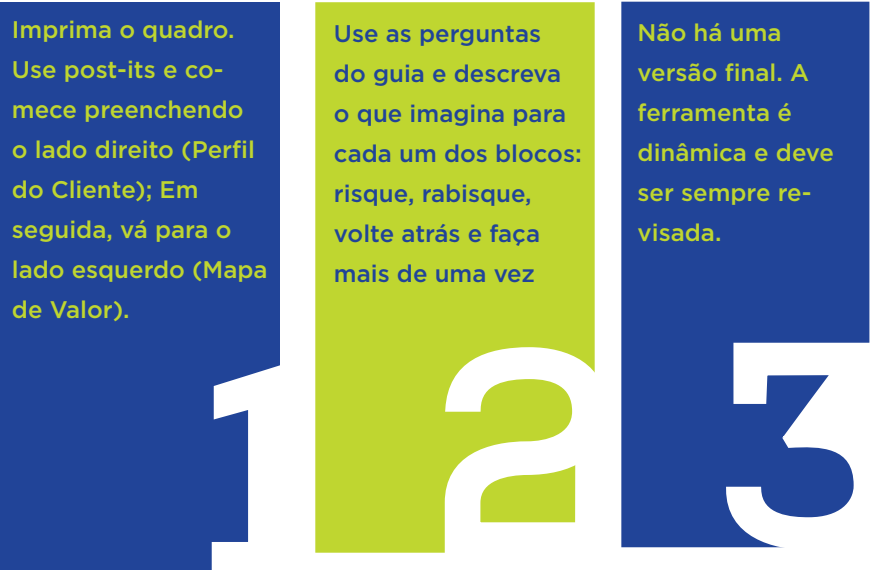 Imprima o quadro.
Use post-its e co-
mece preenchendo
o lado direito (Perfil
do Cliente); Em
seguida, vá para o
lado esquerdo (Mapa
de Valor).
1
Use as perguntas
do guia e descreva
o que imagina para
cada um dos blocos:
risque, rabisque,
volte atrás e faça
mais de uma vez
2
Não há uma
versão final. A
ferramenta é
dinâmica e deve
ser sempre re-
visada.
3